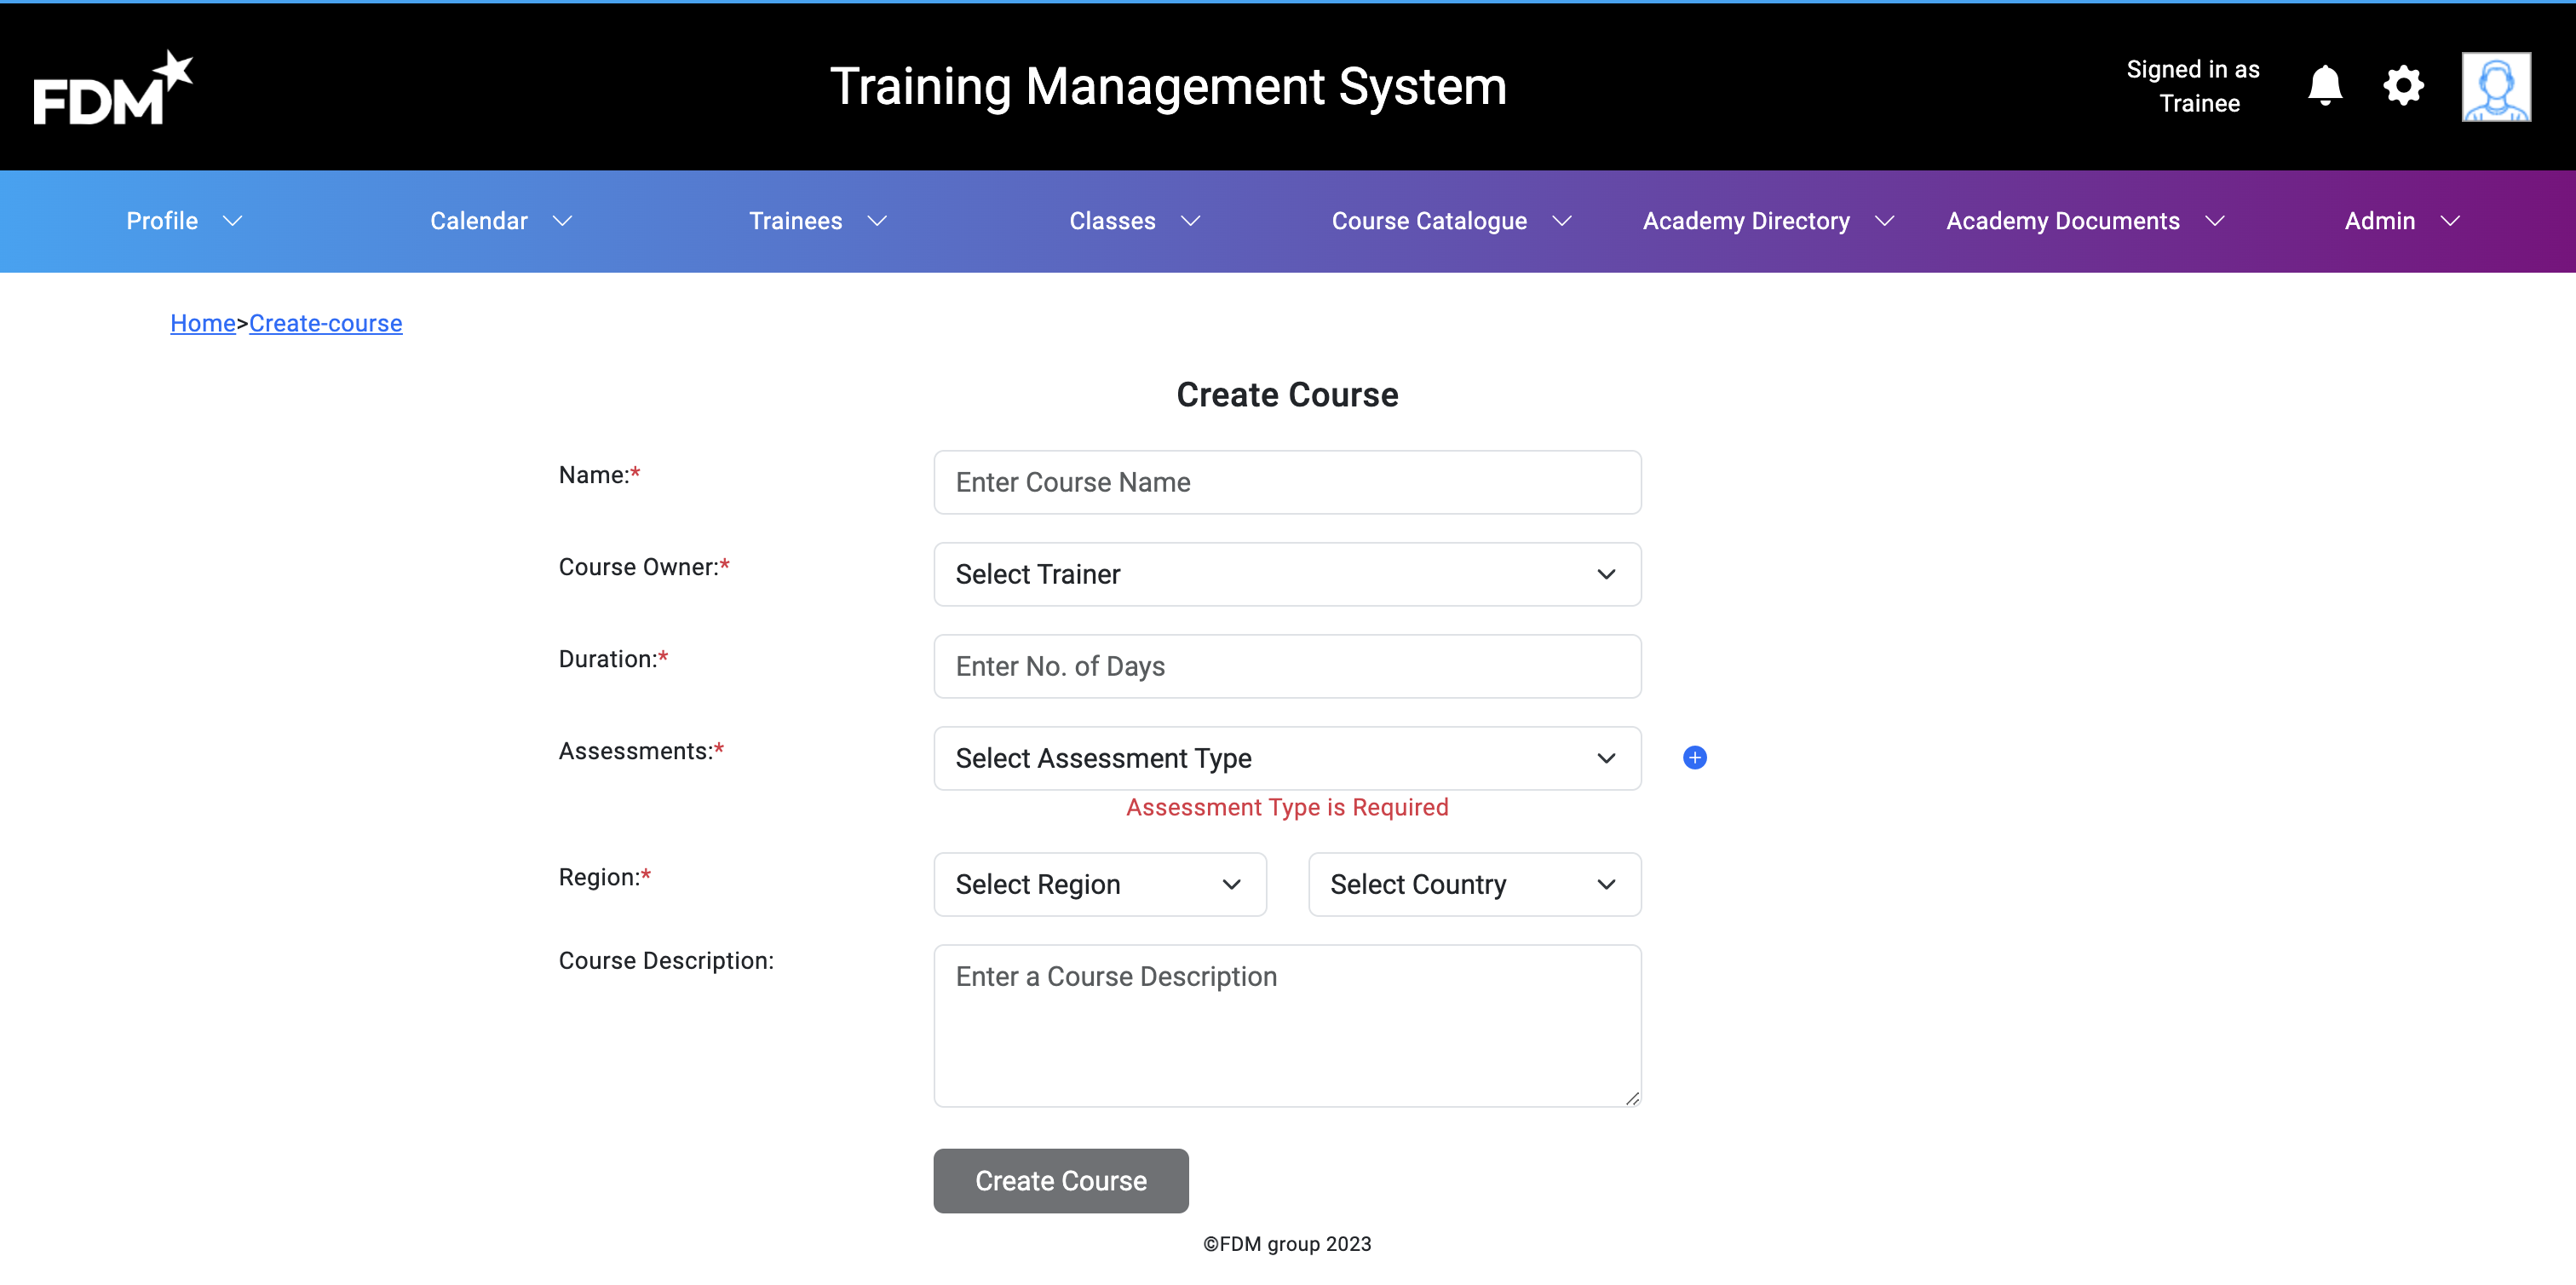 FDM
Training Management System
Signed in as
Trainee
Profile
Calendar
Trainees
Classes
Course Catalogue
Academy Directory
Academy Documents
Admin
Home>Create-course
Create Course
Name:*
Enter Course Name
Course Owner:*
Select Trainer
Duration:*
Enter No. of Days
Assessments:*
Select Assessment Type
Assessment Type is Required
Region:*
Select Region
Select Country
Course Description:
Enter a Course Description
Create Course
©FDM group 2023